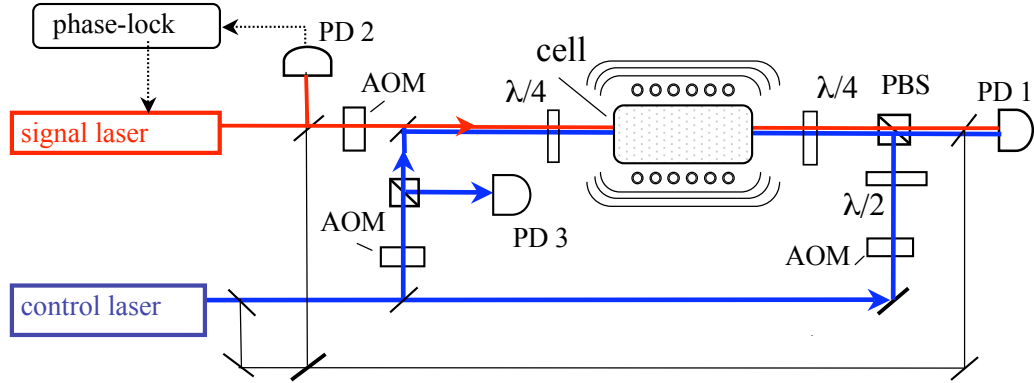 phase-lock
PD 2
cell
AOM
λ/4
λ/4
PBS
PD 1
signal laser
AOM
PD 3
λ/2
AOM
control laser